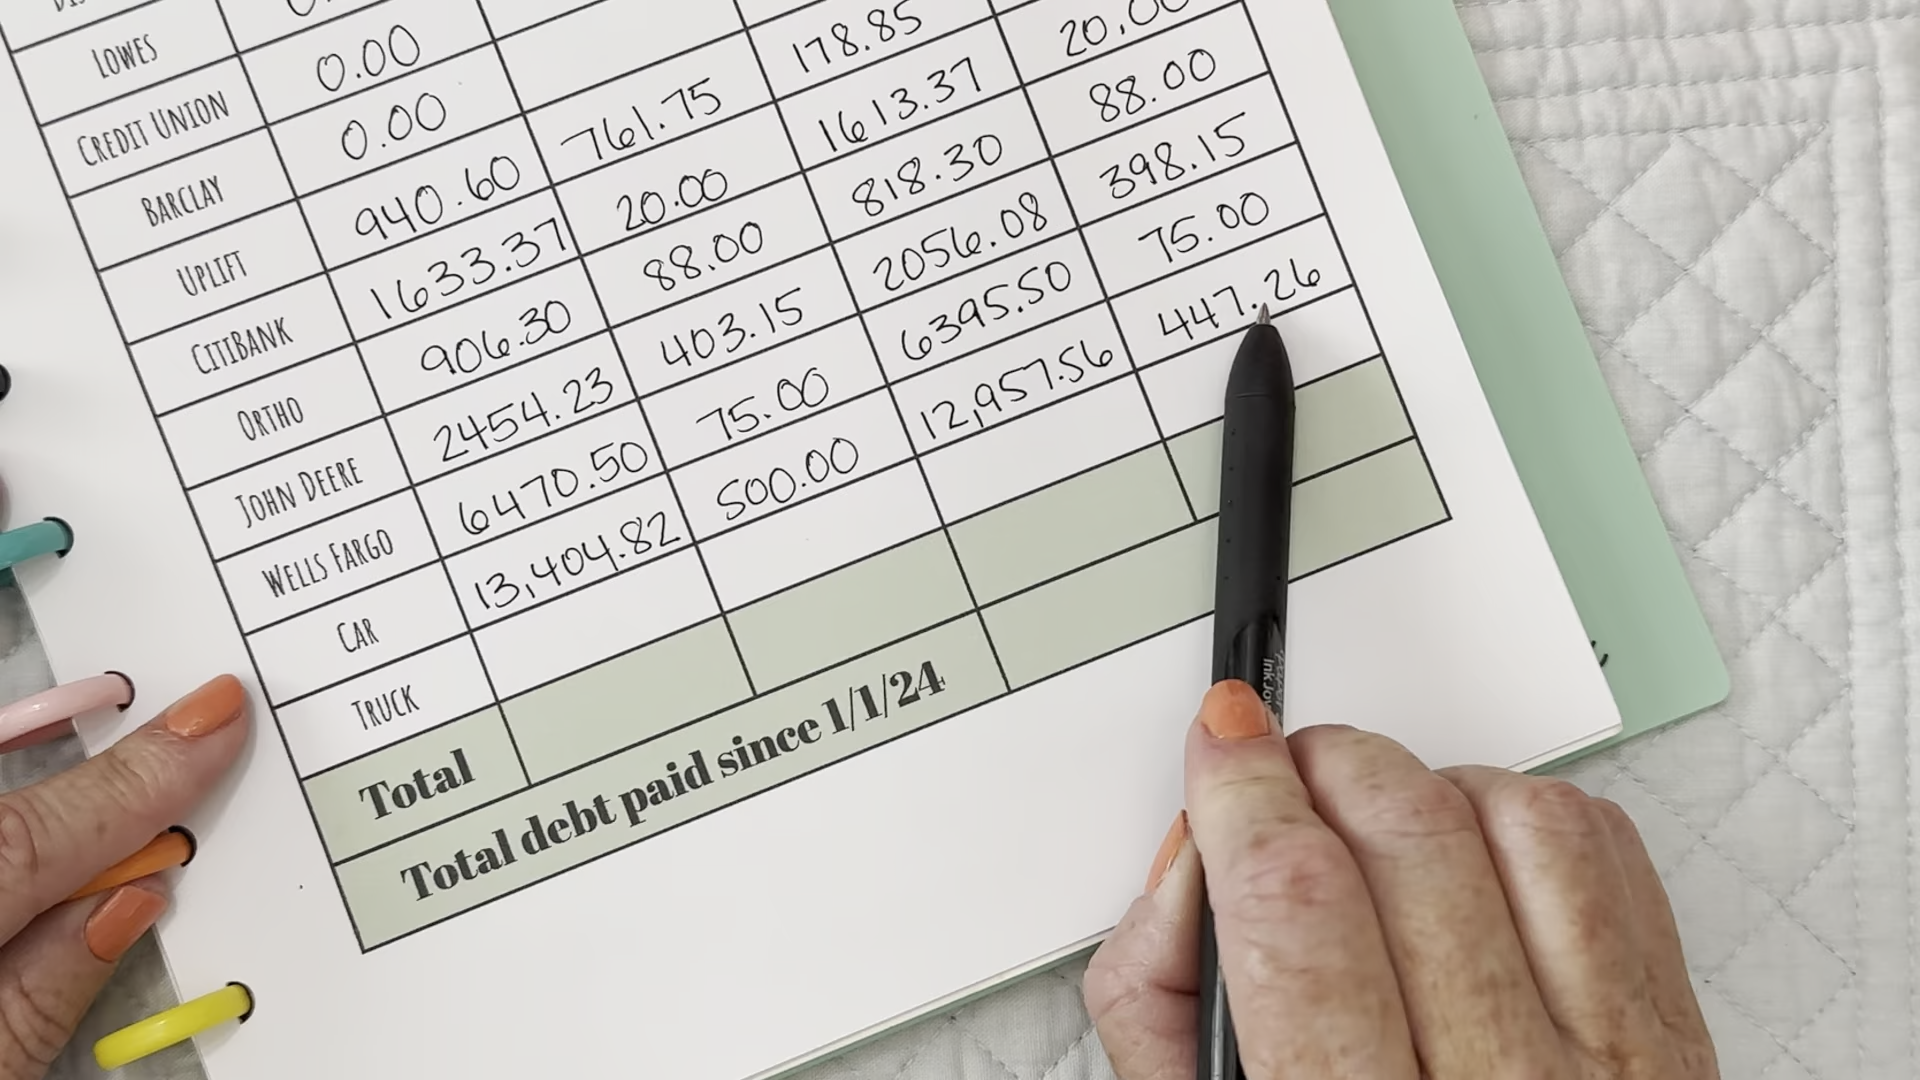 LOWES
CREDIT UNION 0.00
BARCLAY 0.00
UPLIFT 940.60 761.75 178.85
CITIBANK 1633.37 20.00 1613.37 20.00
ORTHO 906.30 88.00 818.30 88.00
JOHN DEERE 2454.23 403.15 2056.08 398.15
WELLS FARGO 6470.50 75.00 6395.50 75.00
CAR 13,404.82 500.00 12,957.56 447.26
TRUCK
Total
Total debt paid since 1/1/24